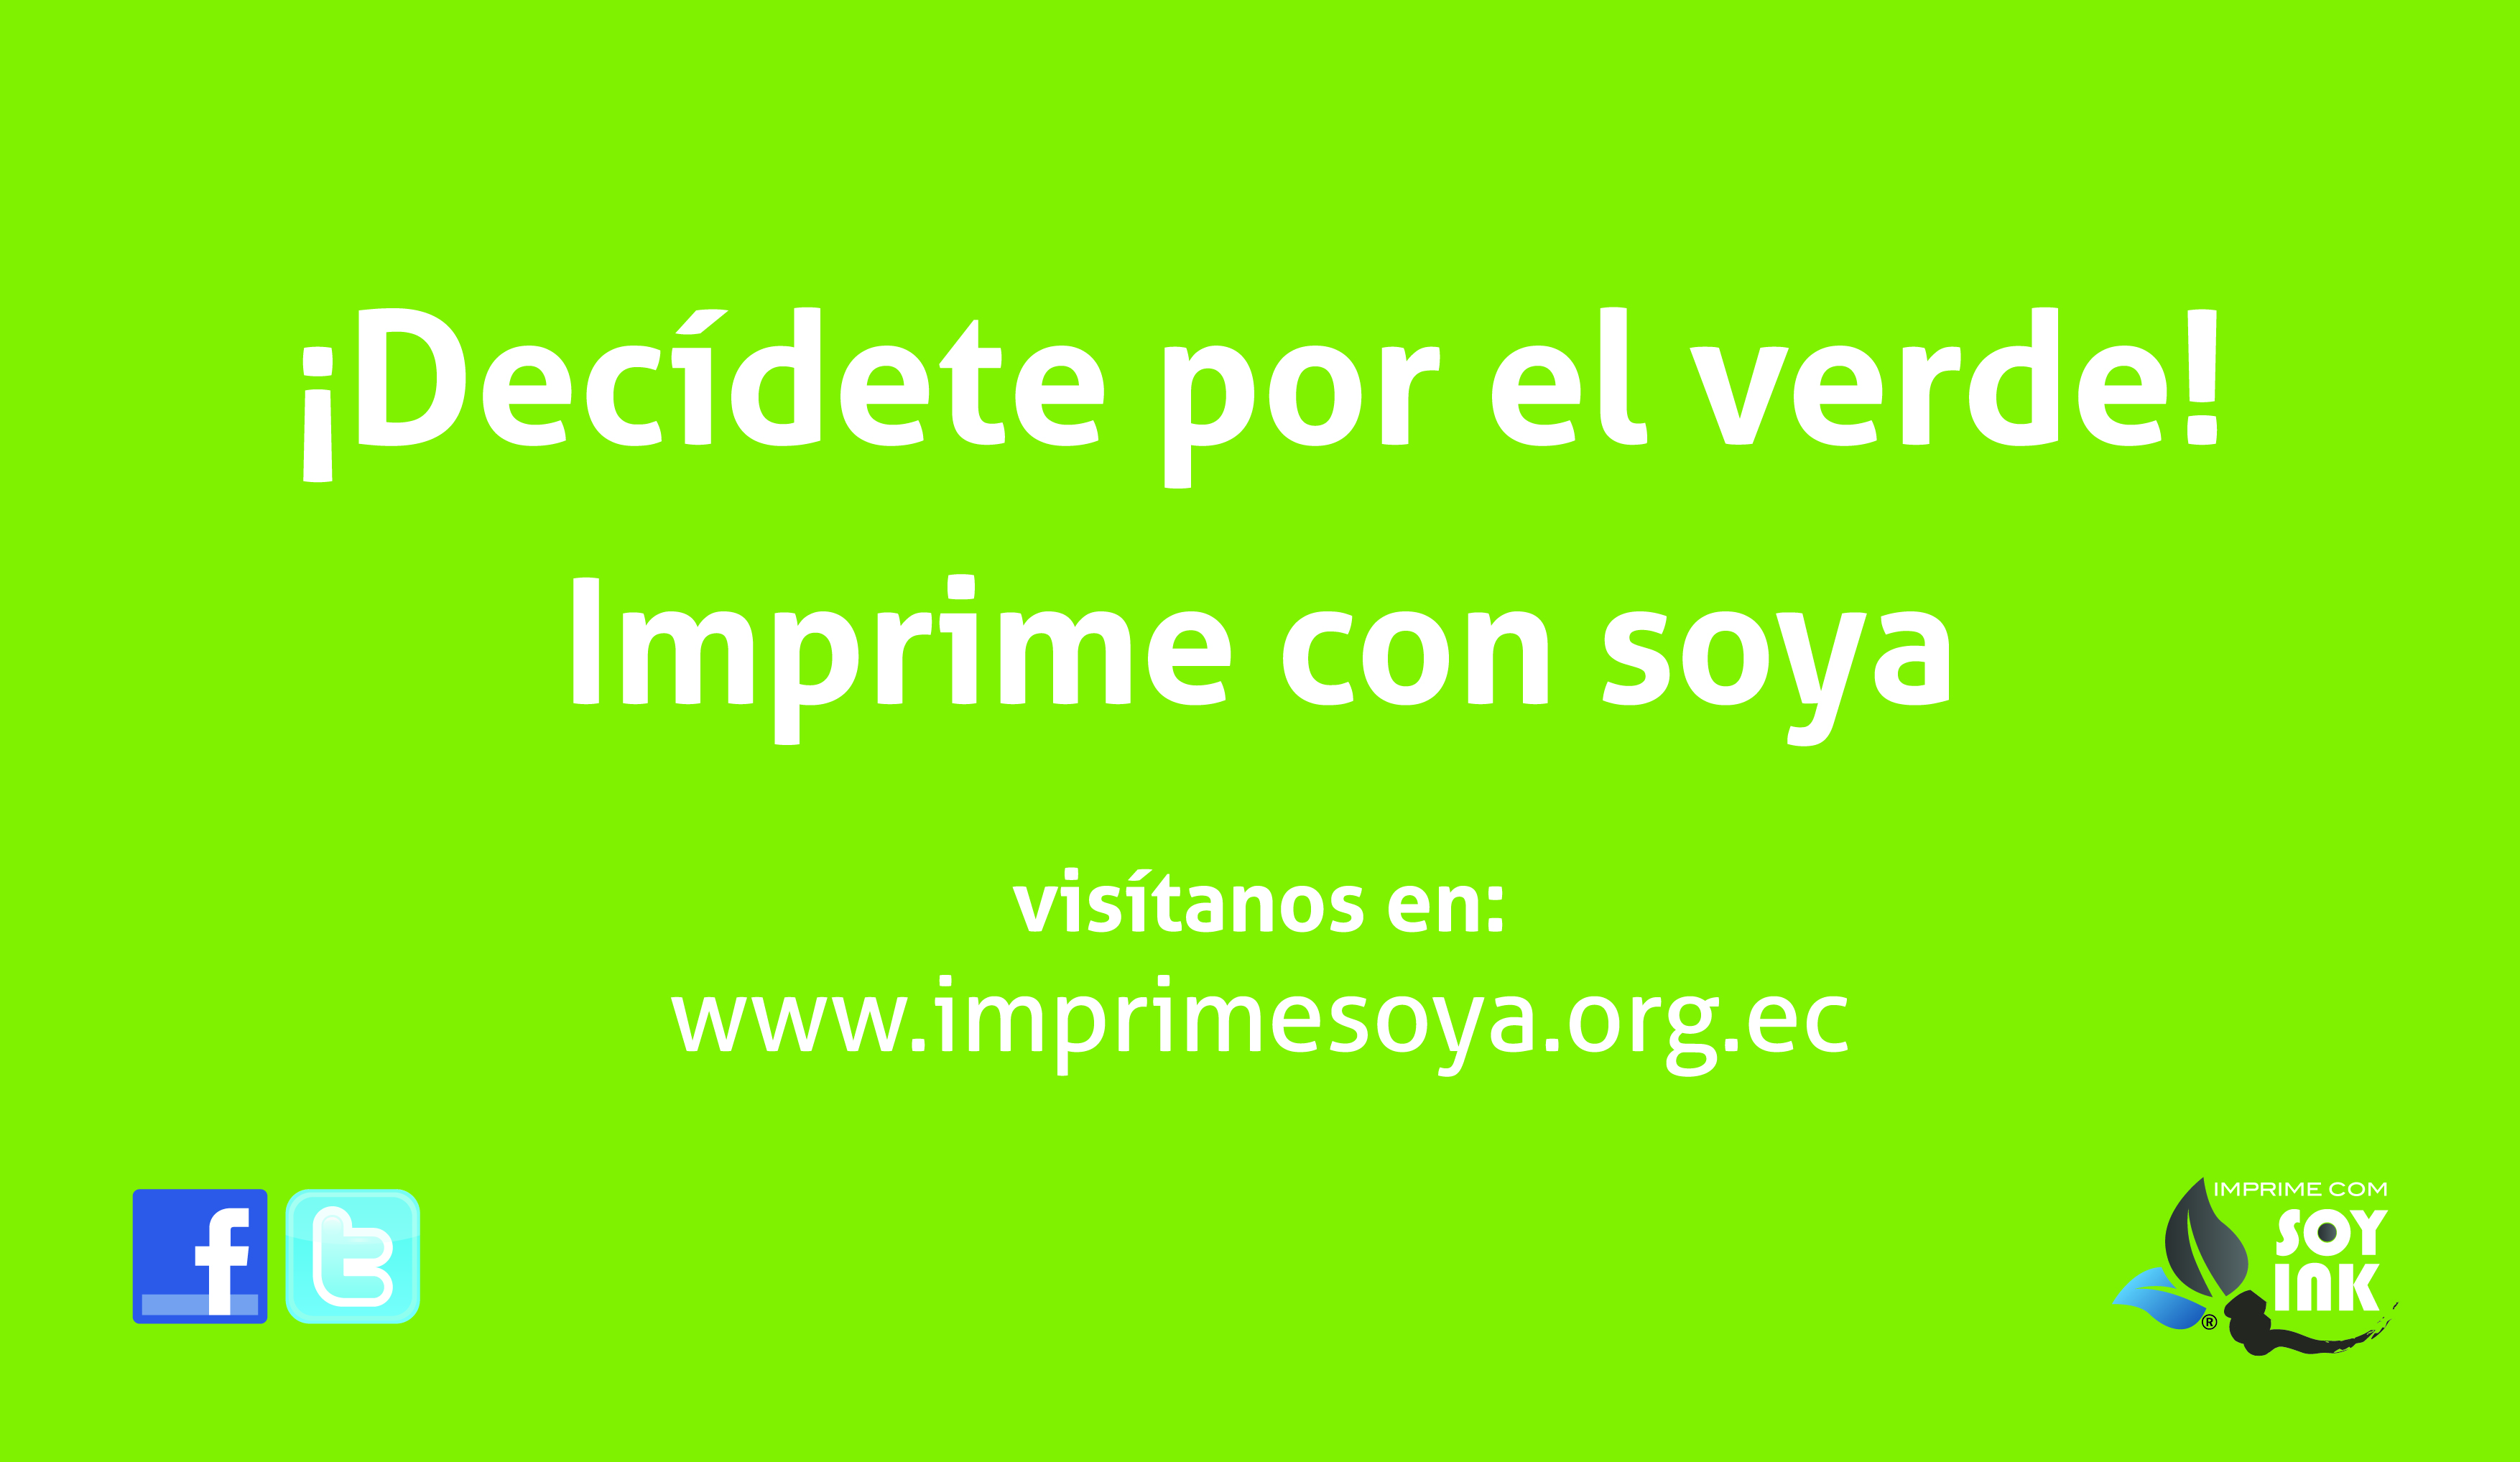 ¡Decídete por el verde!
Imprime con soya
visítanos en:
www.imprimesoya.org.ec
f
t
IMPRIME COM
SOY
INK
®